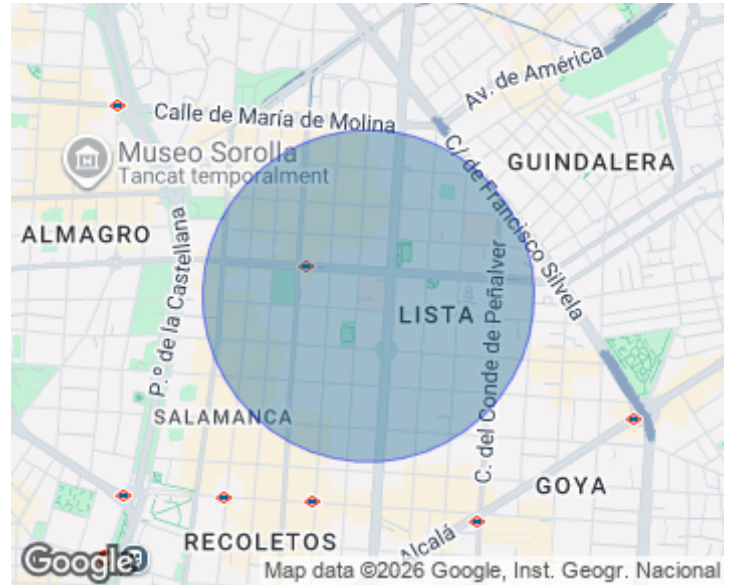 Av. de América
Calle de María de Molina
Museo Sorolla
Tancat temporalment
C/ de Francisco Silvela
GUINDALERA
ALMAGRO
P.º de la Castellana
LISTA
C. del Conde de Peñalver
SALAMANCA
GOYA
RECOLETOS
Alcalá
Google
Map data ©2026 Google, Inst. Geogr. Nacional